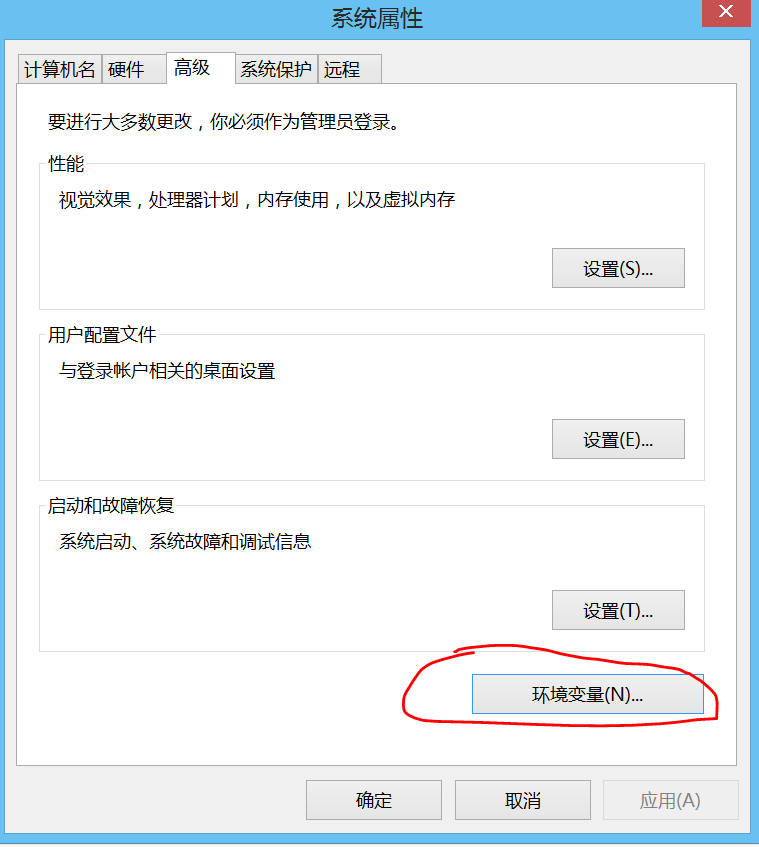 系统属性
计算机名 硬件 高级 系统保护 远程
要进行大多数更改，你必须作为管理员登录。
性能
视觉效果，处理器计划，内存使用，以及虚拟内存
设置(S)...
用户配置文件
与登录帐户相关的桌面设置
设置(E)...
启动和故障恢复
系统启动、系统故障和调试信息
设置(T)...
环境变量(N)...
确定 取消 应用(A)